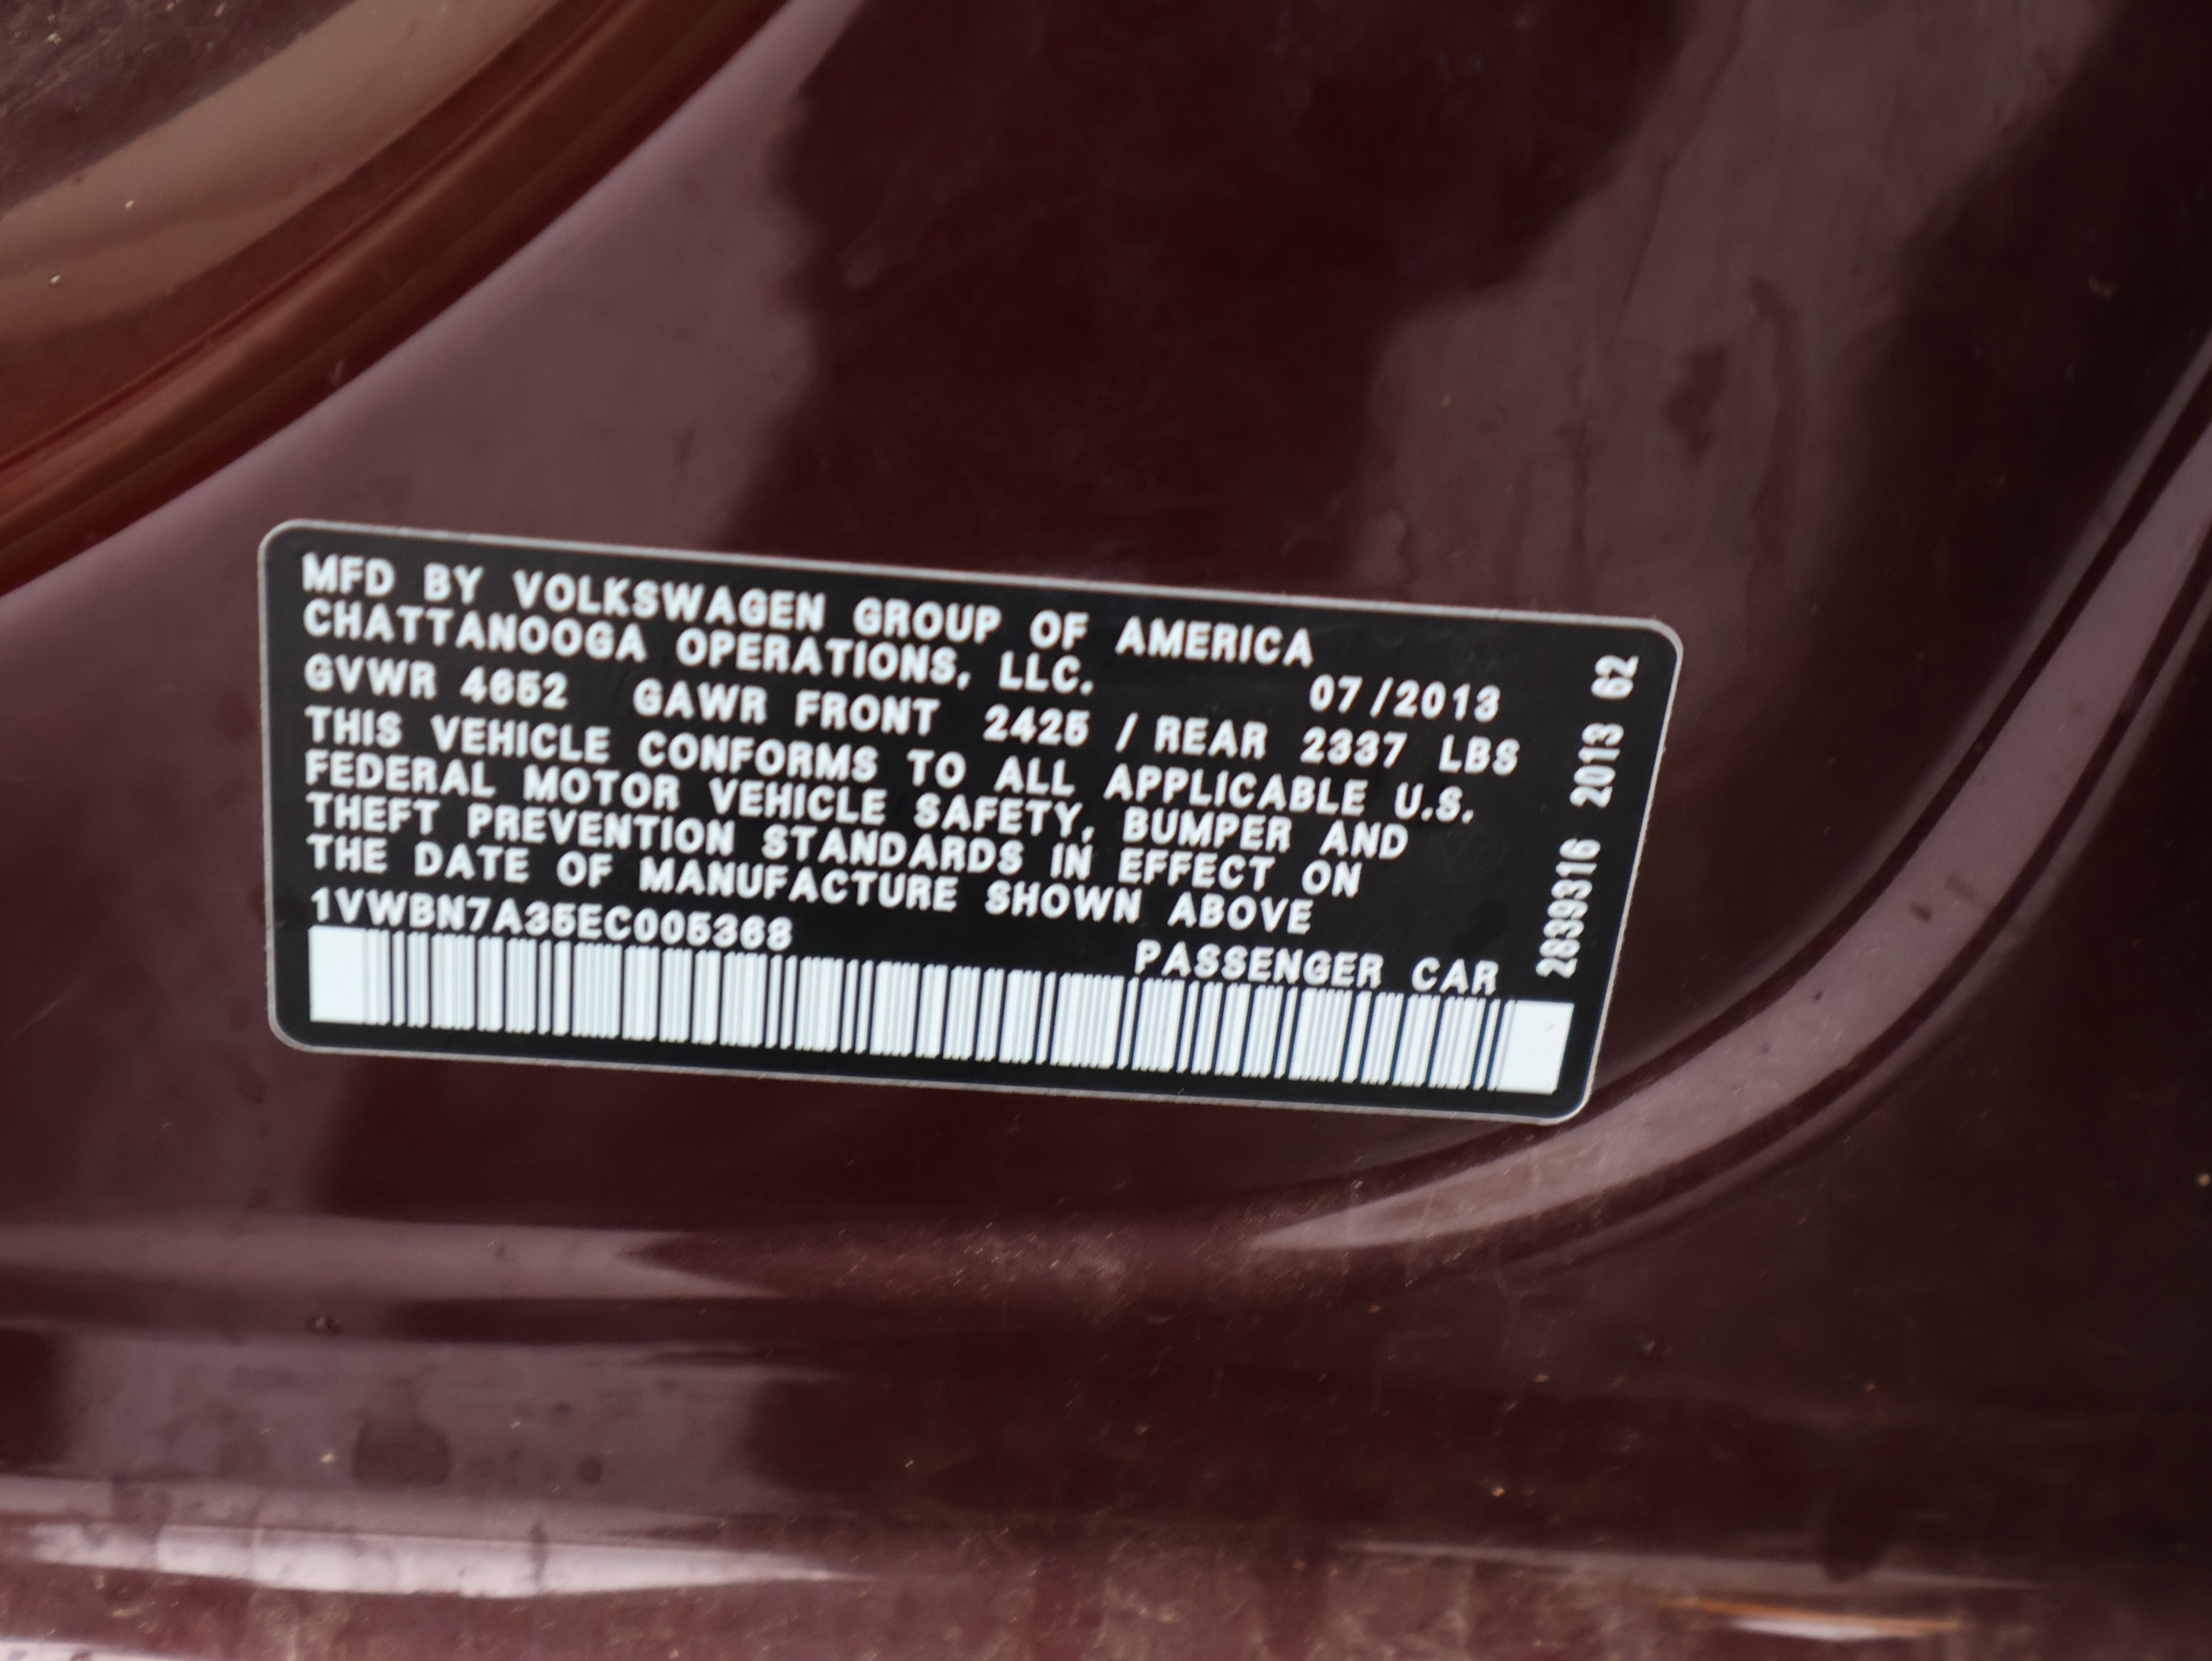 MFD BY VOLKSWAGEN GROUP OF AMERICA
CHATTANOOGA OPERATIONS, LLC.
07/2013
GVWR 4652 GAWR FRONT 2425 / REAR 2337 LBS
THIS VEHICLE CONFORMS TO ALL APPLICABLE U.S.
FEDERAL MOTOR VEHICLE SAFETY, BUMPER AND
THEFT PREVENTION STANDARDS IN EFFECT ON
THE DATE OF MANUFACTURE SHOWN ABOVE
1VWBN7A35EC005368
PASSENGER CAR
2839316 2013 62